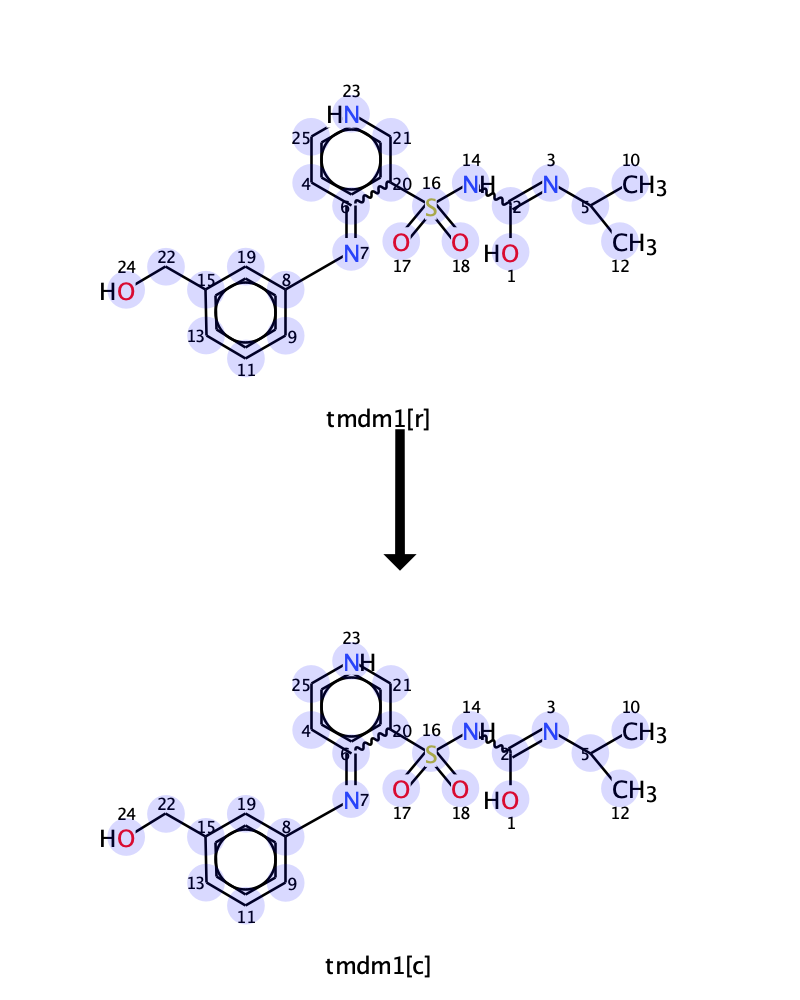 23
HN
25 21
3 10
14
4 20 16 NH N CH3
6 S 2 5
N7 O O HO CH3
24 22 19 17 18 1 12
HO 15 8
13 9
11
tmdm1[r]
23
NH
25 21
3 10
14
4 20 16 NH N CH3
6 S 2 5
N7 O O HO CH3
24 22 19 17 18 1 12
HO 15 8
13 9
11
tmdm1[c]